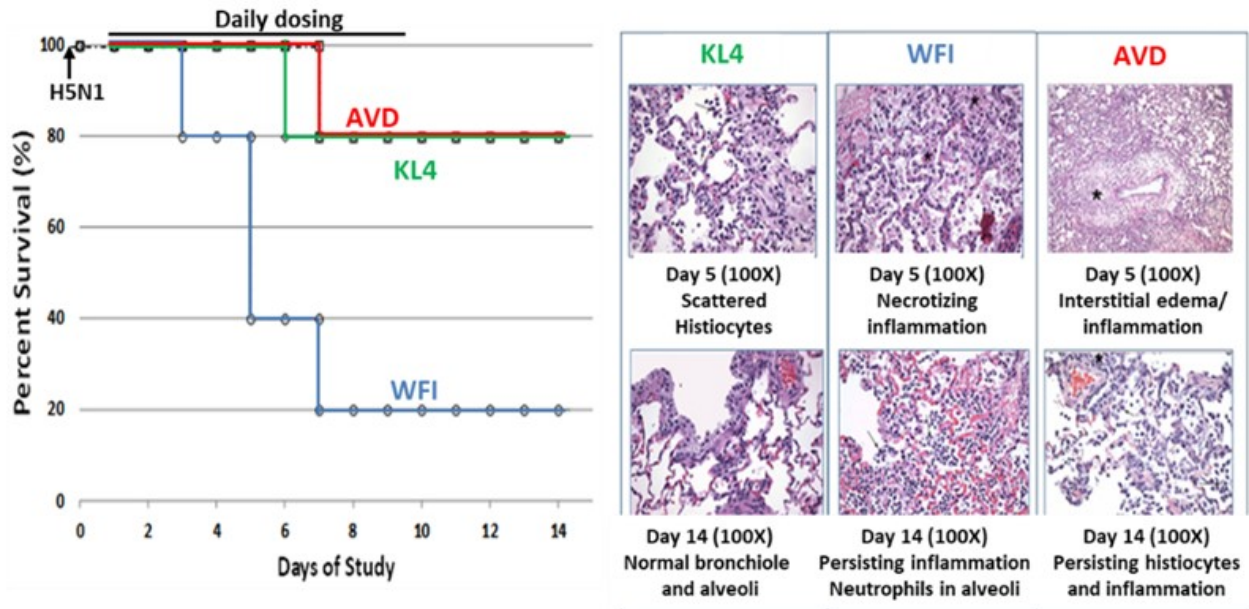 Daily dosing
100
H5N1
AVD
80
KL4
60
40
WFI
20
0
0 2 4 6 8 10 12 14
Percent Survival (%)
Days of Study
KL4
WFI
AVD
Day 5 (100X)
Scattered
Histiocytes
Day 5 (100X)
Necrotizing
inflammation
Day 5 (100X)
Interstitial edema/
inflammation
Day 14 (100X)
Normal bronchiole
and alveoli
Day 14 (100X)
Persisting inflammation
Neutrophils in alveoli
Day 14 (100X)
Persisting histiocytes
and inflammation